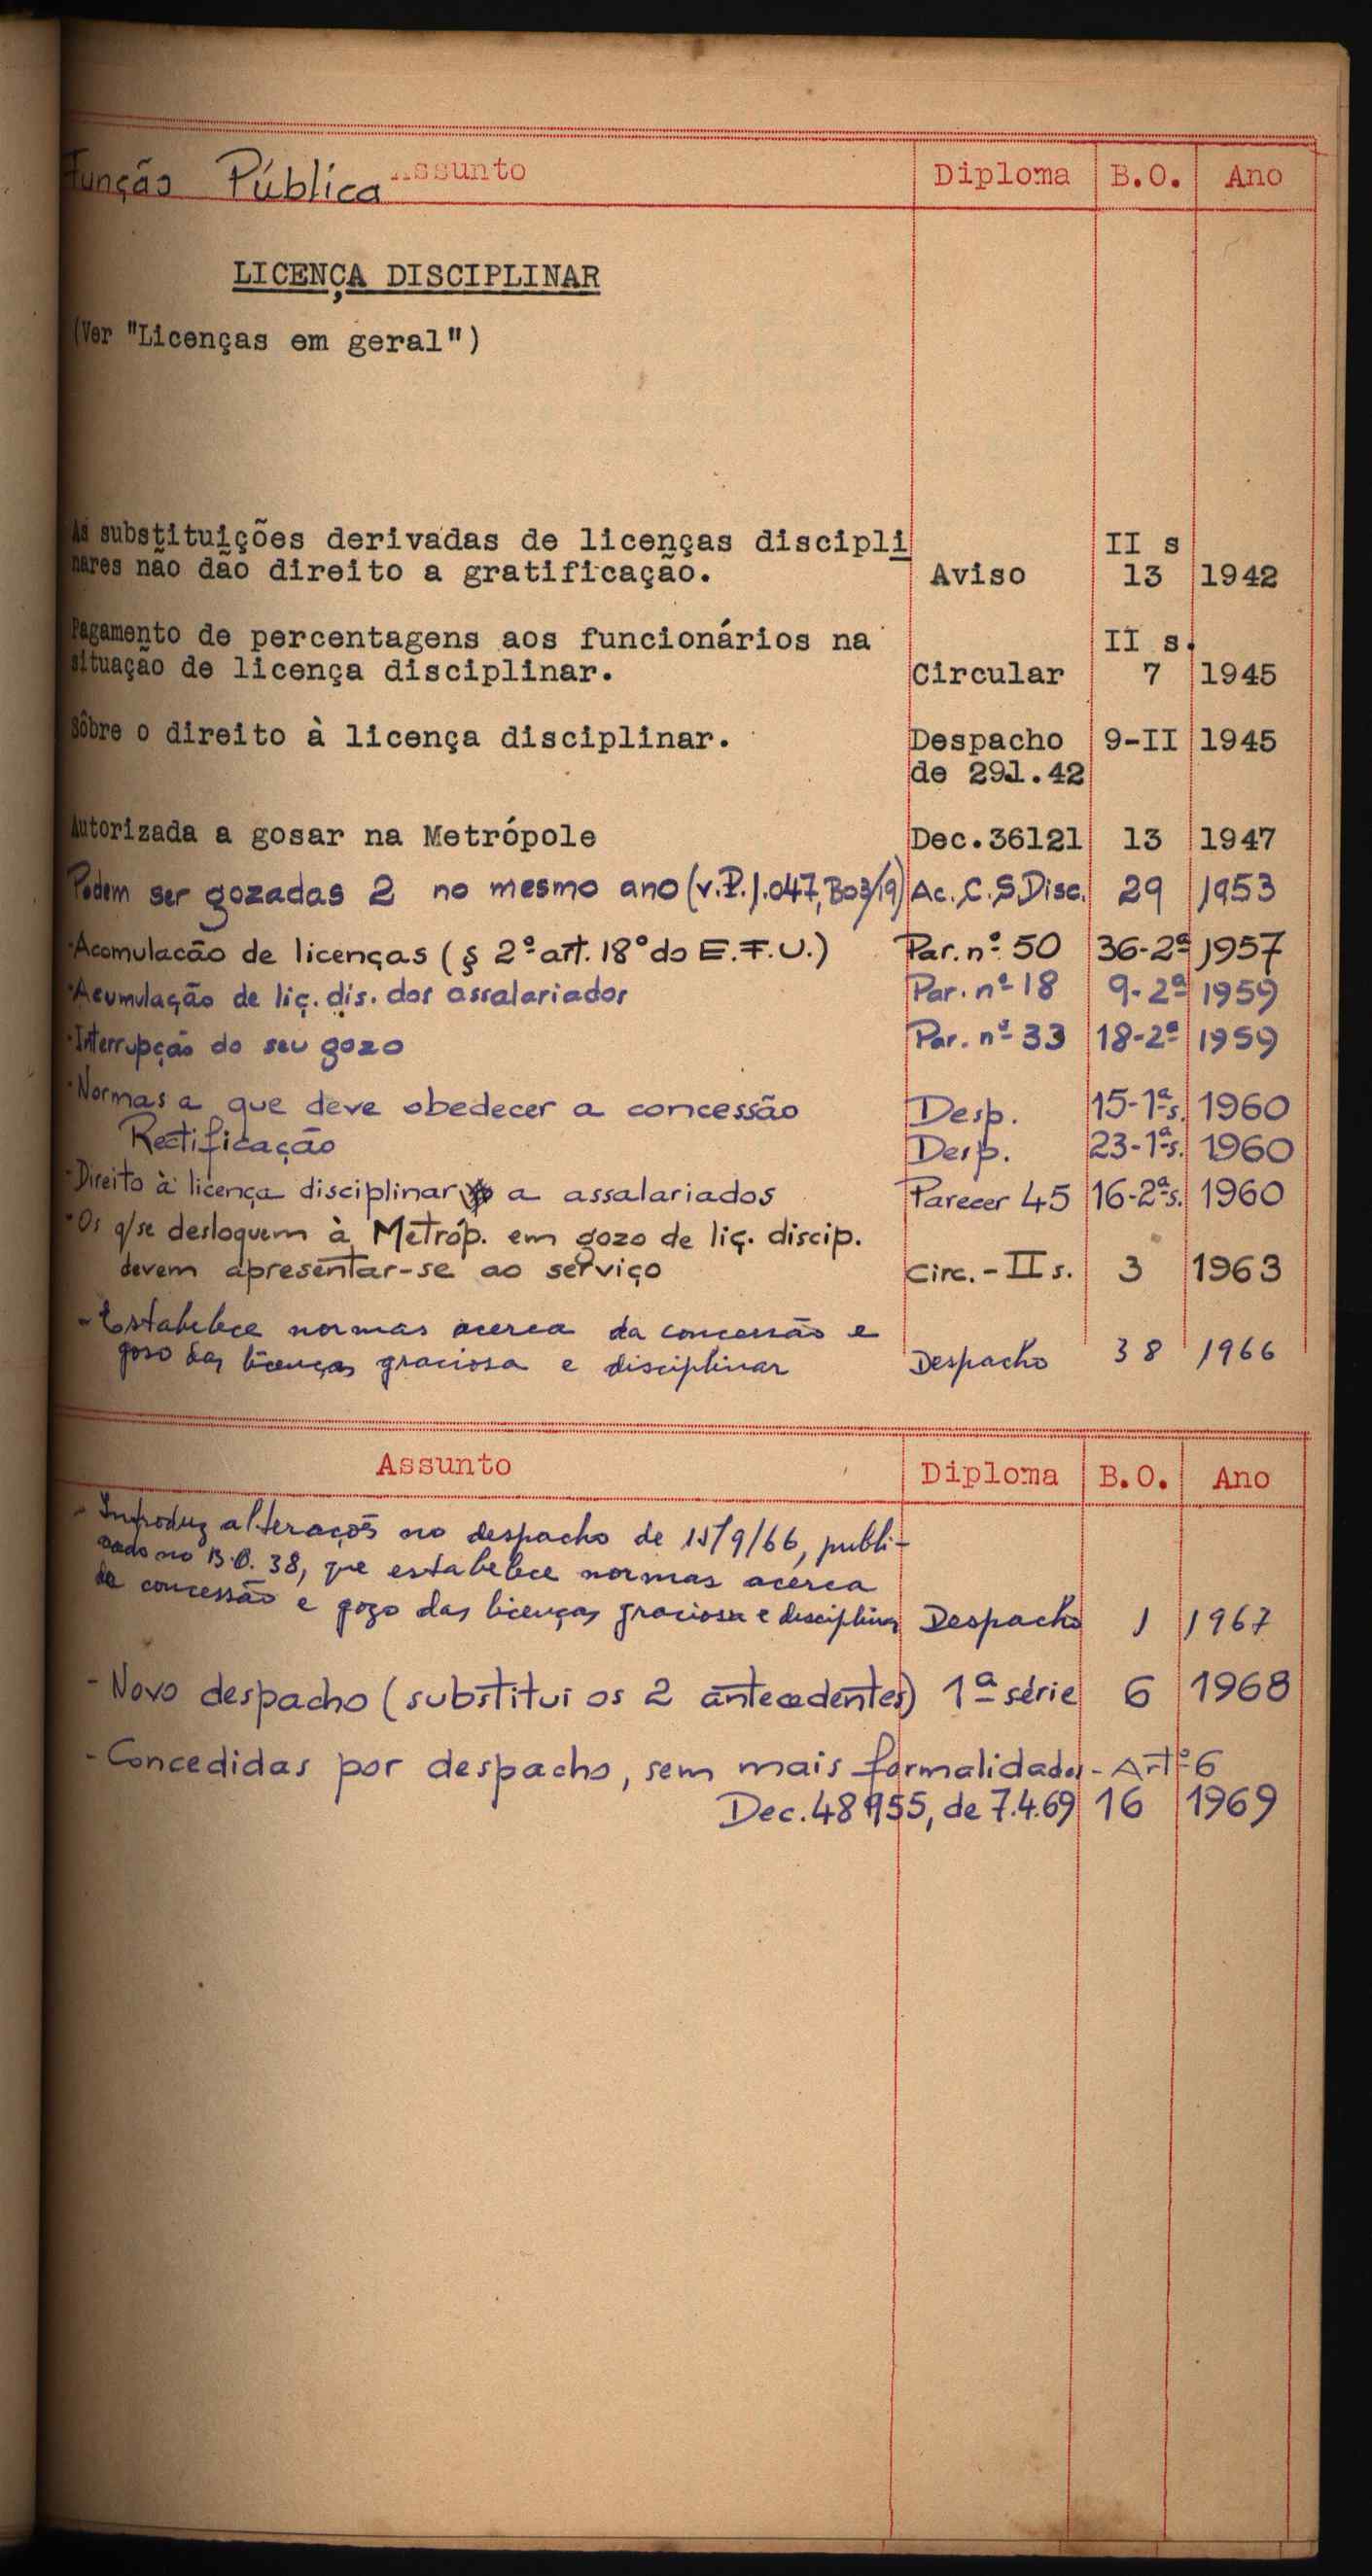 Função Pública Assunto Diploma B.O. Ano
LICENÇA DISCIPLINAR
(Ver "Licenças em geral")
As substituições derivadas de licenças discipli II s
nares não dão direito a gratificação. Aviso 13 1942
Pagamento de percentagens aos funcionários na II s.
situação de licença disciplinar. Circular 7 1945
Sôbre o direito à licença disciplinar. Despacho 9-II 1945
de 291.42
Autorizada a gosar na Metrópole Dec.36121 13 1947
Podem ser gozadas 2 no mesmo ano (v.P.1.047, BO3/19) Ac.C.S.Disc. 29 1953
·Acomulacão de licenças (§ 2º art. 18º do E.F.U.) Par. nº 50 36-2ª 1957
·Acumulação de liç. dis. dos assalariados Par. nº 18 9-2ª 1959
·Interrupção do seu gozo Par. nº 33 18-2ª 1959
·Normas a que deve obedecer a concessão Desp. 15-1ªs. 1960
Rectificação Desp. 23-1ªs. 1960
·Direito à licença disciplinar a assalariados Parecer 45 16-2ªs. 1960
·Os q/se desloquem à Metróp. em gozo de liç. discip.
devem apresentar-se ao serviço Circ.-II s. 3 1963
- Estabelece normas acerca da concessão e
goso das licenças graciosa e disciplinar Despacho 38 1966
Assunto Diploma B.O. Ano
- Introduz alteraçõs no despacho de 15/9/66, publi-
cado no B.O. 38, que estabelece normas acerca
da concessão e gozo das licenças graciosa e disciplinar Despacho 1 1967
- Novo despacho (substitui os 2 antecedentes) 1ª série 6 1968
- Concedidas por despacho, sem mais formalidades - Artº 6
Dec. 48955, de 7.4.69 16 1969